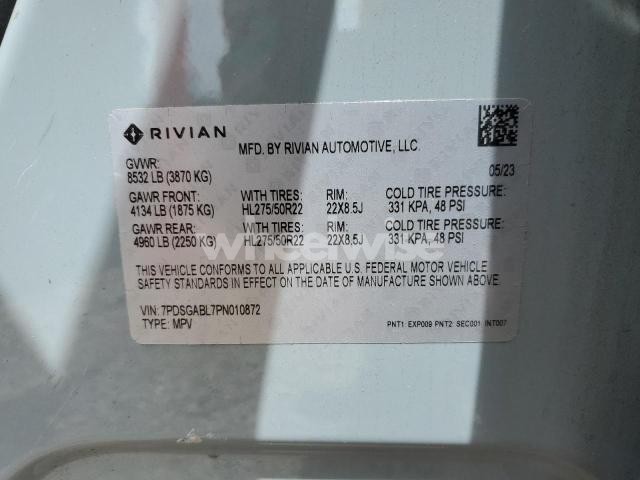 RIVIAN
MFD. BY RIVIAN AUTOMOTIVE, LLC
GVWR:
8532 LB (3870 KG)
05/23
GAWR FRONT: WITH TIRES: RIM: COLD TIRE PRESSURE:
4134 LB (1875 KG) HL275/50R22 22X8.5J 331 KPA, 48 PSI
GAWR REAR: WITH TIRES: RIM: COLD TIRE PRESSURE:
4960 LB (2250 KG) HL275/50R22 22X8.5J 331 KPA, 48 PSI
wheelwise
THIS VEHICLE CONFORMS TO ALL APPLICABLE U.S. FEDERAL MOTOR VEHICLE
SAFETY STANDARDS IN EFFECT ON THE DATE OF MANUFACTURE SHOWN ABOVE.
VIN: 7PDSGABL7PN010872
TYPE: MPV
PNT1 EXP009 PNT2 SEC001 INT007